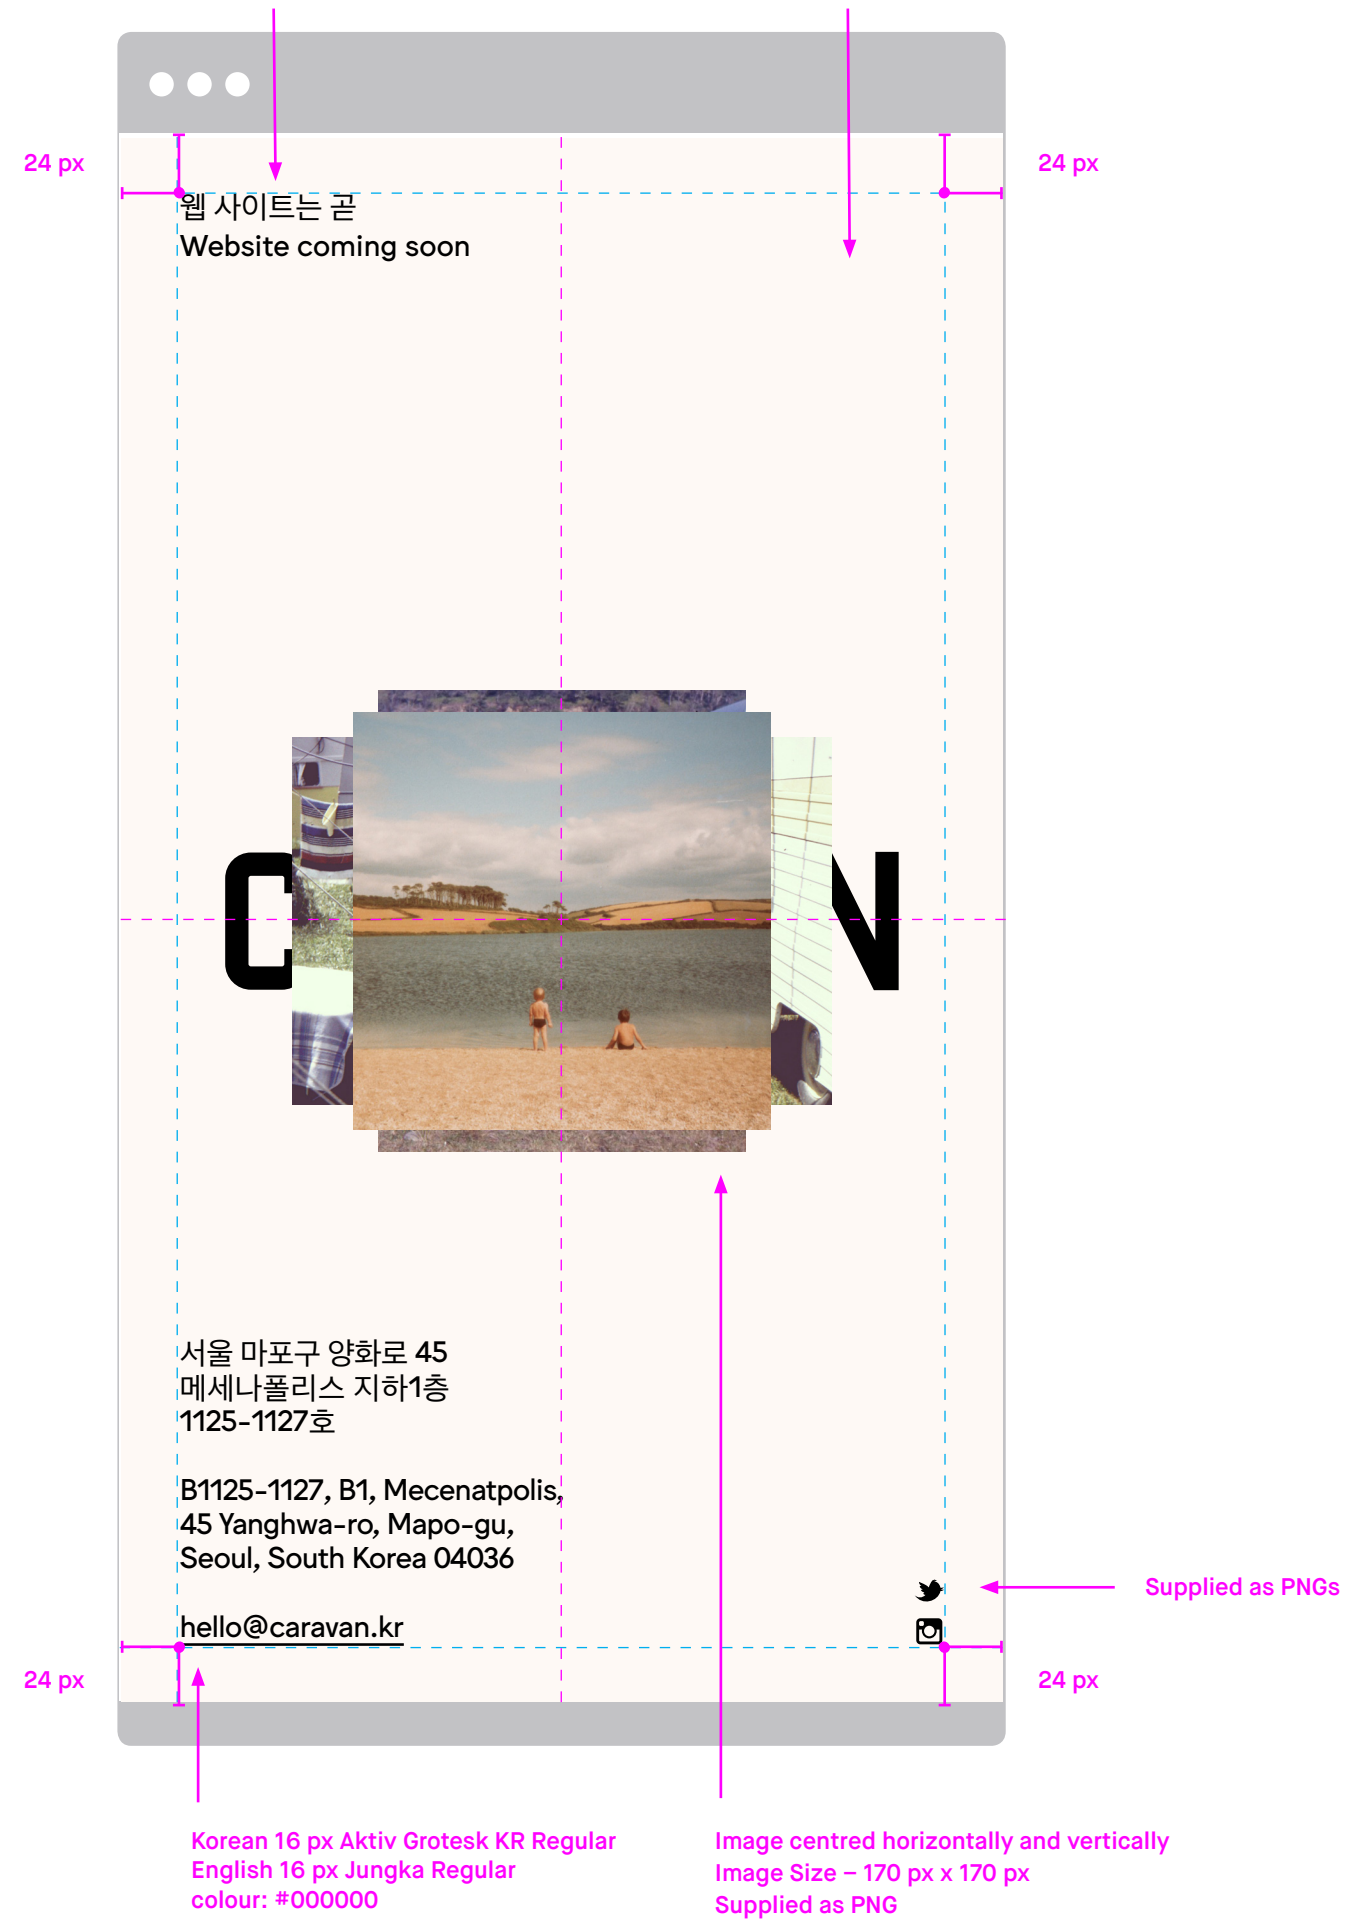 24 px
24 px
웹 사이트는 곧
Website coming soon
C
N
서울 마포구 양화로 45
메세나폴리스 지하1층
1125-1127호
B1125-1127, B1, Mecenatpolis,
45 Yanghwa-ro, Mapo-gu,
Seoul, South Korea 04036
Supplied as PNGs
hello@caravan.kr
24 px
24 px
Korean 16 px Aktiv Grotesk KR Regular
English 16 px Jungka Regular
colour: #000000
Image centred horizontally and vertically
Image Size – 170 px x 170 px
Supplied as PNG